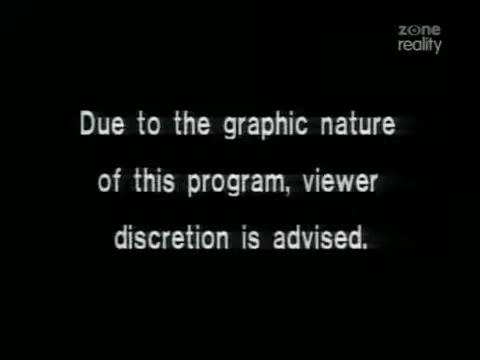 zone
reality
Due to the graphic nature
of this program, viewer
discretion is advised.